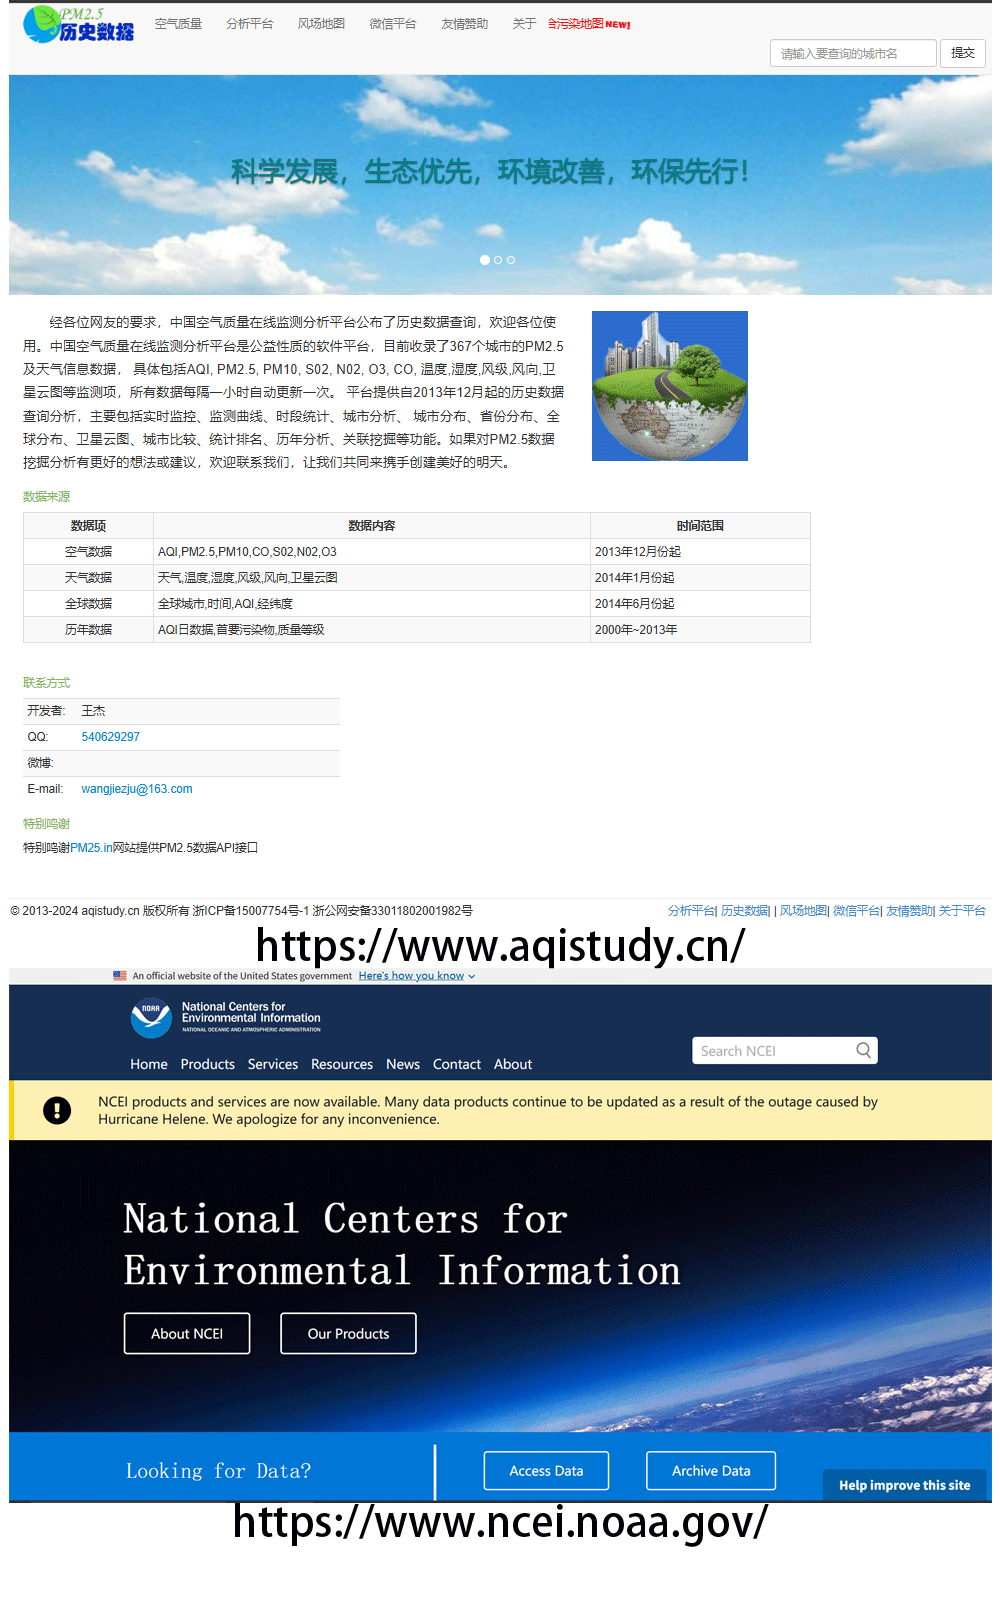 PM2.5
历史数据
空气质量 分析平台 风场地图 微信平台 友情赞助 关于 污染地图 NEW!
请输入要查询的城市名 提交
科学发展，生态优先，环境改善，环保先行！
经各位网友的要求，中国空气质量在线监测分析平台公布了历史数据查询，欢迎各位使
用。中国空气质量在线监测分析平台是公益性质的软件平台，目前收录了367个城市的PM2.5
及天气信息数据， 具体包括AQI, PM2.5, PM10, S02, N02, O3, CO, 温度,湿度,风级,风向,卫
星云图等监测项，所有数据每隔一小时自动更新一次。 平台提供自2013年12月起的历史数据
查询分析，主要包括实时监控、监测曲线、时段统计、城市分析、 城市分布、省份分布、全
球分布、卫星云图、城市比较、统计排名、历年分析、关联挖掘等功能。如果对PM2.5数据
挖掘分析有更好的想法或建议，欢迎联系我们，让我们共同来携手创建美好的明天。
数据来源
数据项 数据内容 时间范围
空气数据 AQI,PM2.5,PM10,CO,S02,N02,O3 2013年12月份起
天气数据 天气,温度,湿度,风级,风向,卫星云图 2014年1月份起
全球数据 全球城市,时间,AQI,经纬度 2014年6月份起
历年数据 AQI日数据,首要污染物,质量等级 2000年~2013年
联系方式
开发者: 王杰
QQ: 540629297
微博:
E-mail: wangjiezju@163.com
特别鸣谢
特别鸣谢PM25.in网站提供PM2.5数据API接口
© 2013-2024 aqistudy.cn 版权所有 浙ICP备15007754号-1 浙公网安备33011802001982号 分析平台| 历史数据| | 风场地图| 微信平台| 友情赞助| 关于平台
https://www.aqistudy.cn/
An official website of the United States government Here's how you know
NOAA
National Centers for
Environmental Information
NATIONAL OCEANIC AND ATMOSPHERIC ADMINISTRATION
Search NCEI
Home Products Services Resources News Contact About
NCEI products and services are now available. Many data products continue to be updated as a result of the outage caused by
Hurricane Helene. We apologize for any inconvenience.
National Centers for
Environmental Information
About NCEI Our Products
Looking for Data? Access Data Archive Data
Help improve this site
https://www.ncei.noaa.gov/